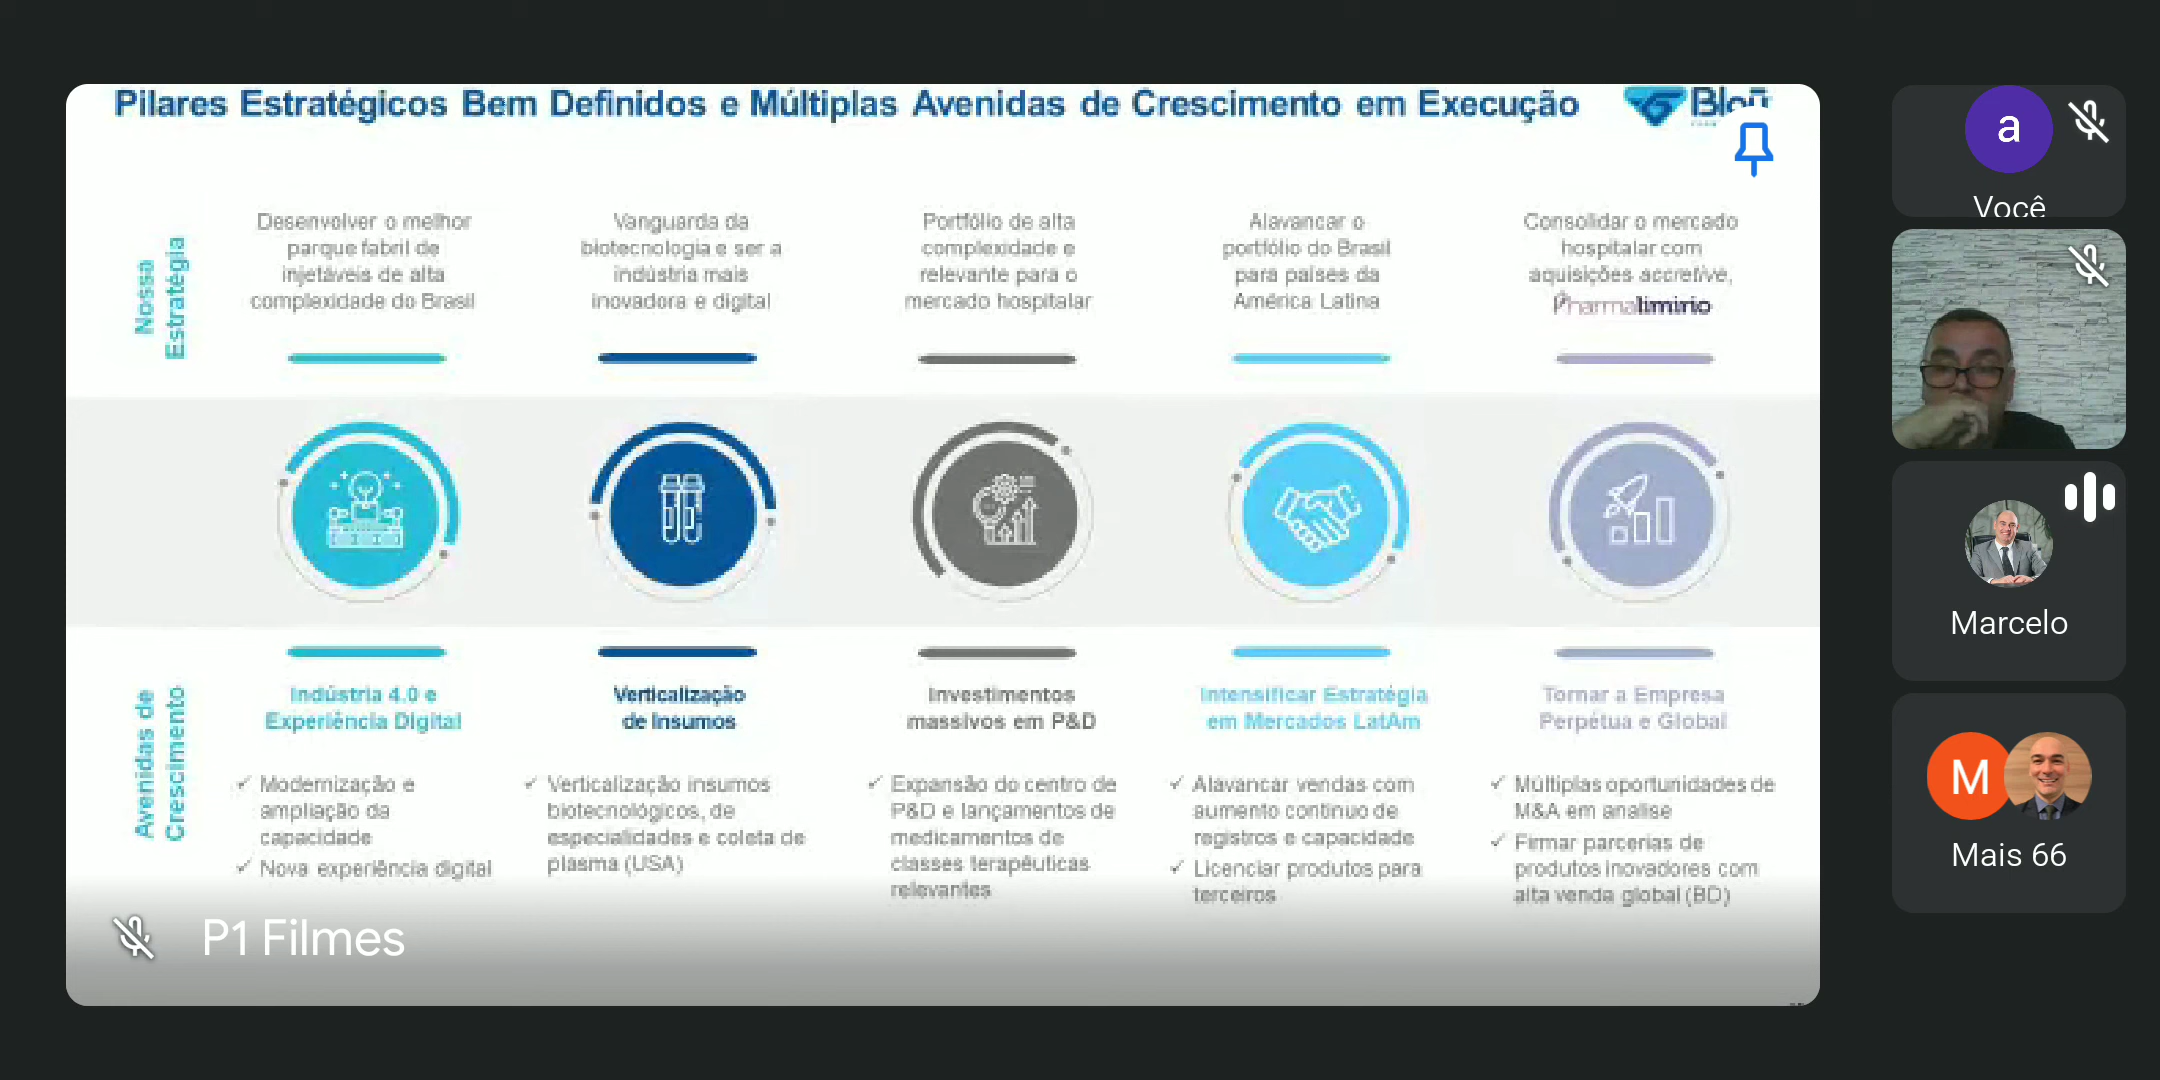 Pilares Estratégicos Bem Definidos e Múltiplas Avenidas de Crescimento em Execução
Nossa
Estratégia
Desenvolver o melhor
parque fabril de
injetáveis de alta
complexidade do Brasil
Vanguarda da
biotecnologia e ser a
indústria mais
inovadora e digital
Portfólio de alta
complexidade e
relevante para o
mercado hospitalar
Alavancar o
portfólio do Brasil
para países da
América Latina
Consolidar o mercado
hospitalar com
aquisições accretive,
Pharmalimírio
Avenidas de
Crescimento
Indústria 4.0 e
Experiência Digital
✓ Modernização e
ampliação da
capacidade
✓ Nova experiência digital
Verticalização
de Insumos
✓ Verticalização insumos
biotecnológicos, de
especialidades e coleta de
plasma (USA)
Investimentos
massivos em P&D
✓ Expansão do centro de
P&D e lançamentos de
medicamentos de
classes terapêuticas
relevantes
Intensificar Estratégia
em Mercados LatAm
✓ Alavancar vendas com
aumento contínuo de
registros e capacidade
✓ Licenciar produtos para
terceiros
Tornar a Empresa
Perpétua e Global
✓ Múltiplas oportunidades de
M&A em analise
✓ Firmar parcerias de
produtos inovadores com
alta venda global (BD)
P1 Filmes
a
Você
Marcelo
M
Mais 66